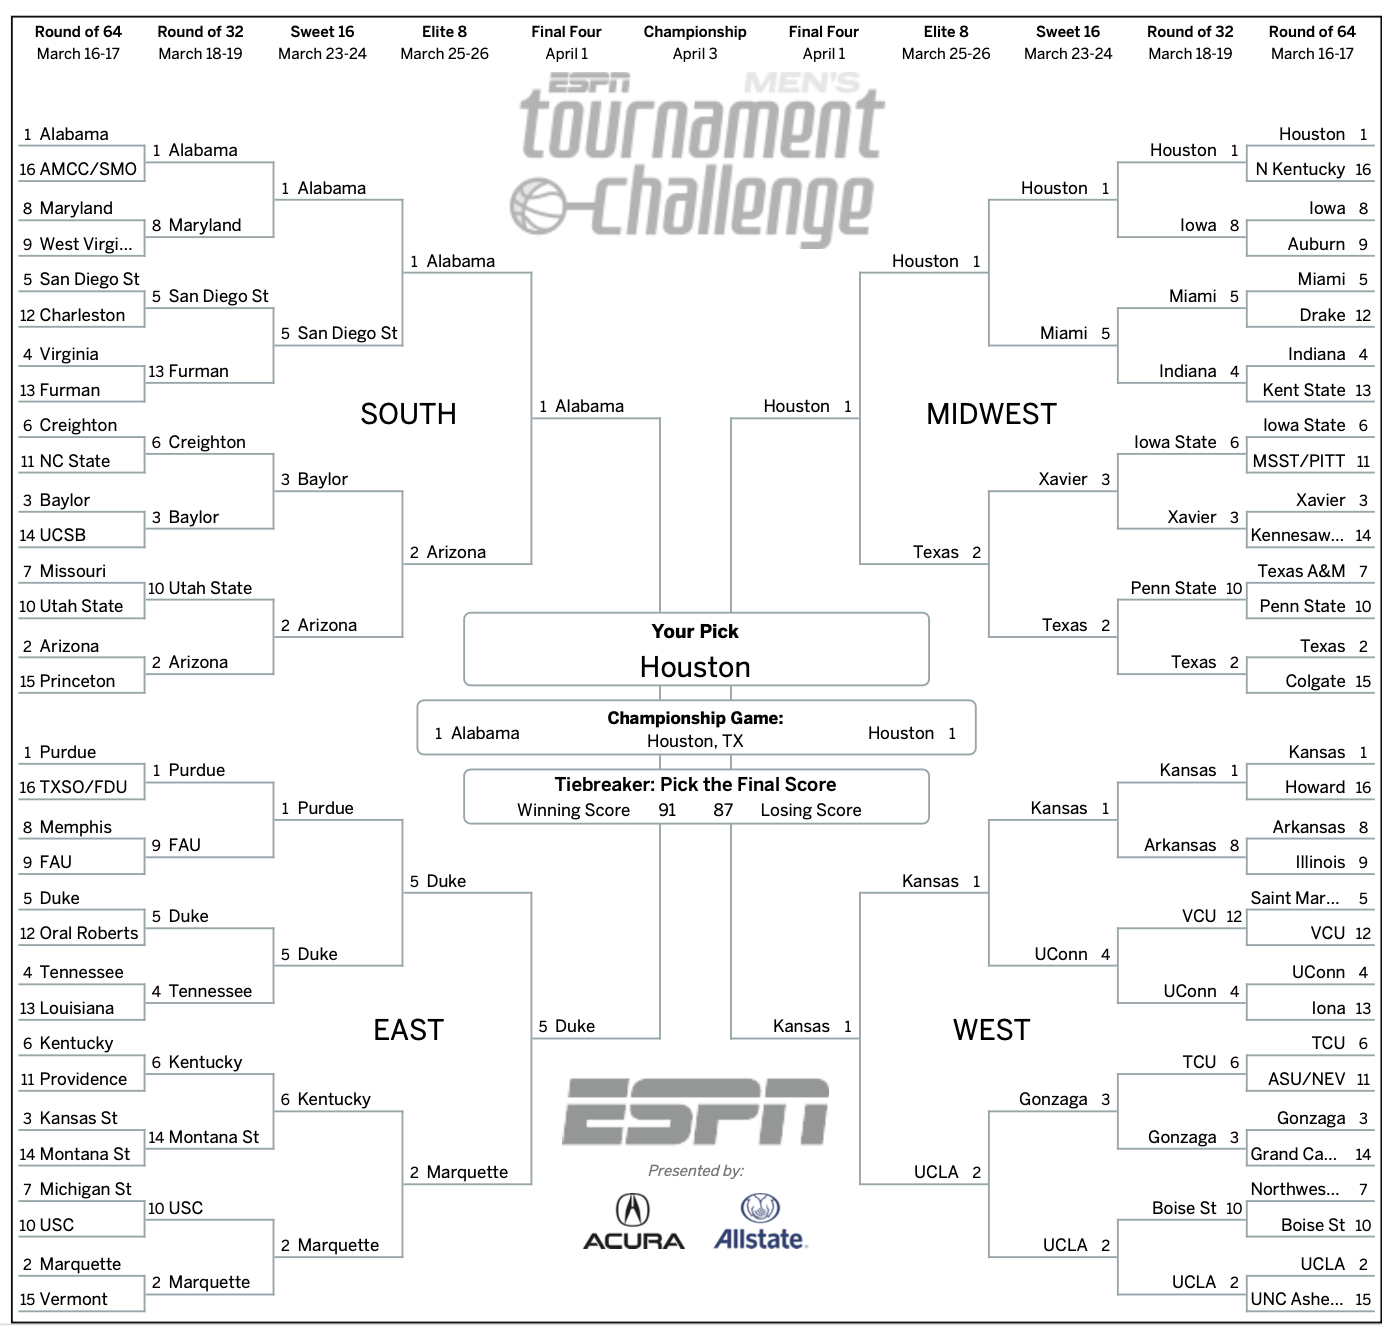 Round of 64 Round of 32 Sweet 16 Elite 8 Final Four Championship Final Four Elite 8 Sweet 16 Round of 32 Round of 64
March 16-17 March 18-19 March 23-24 March 25-26 April 1 April 3 April 1 March 25-26 March 23-24 March 18-19 March 16-17
ESPN MEN'S
tournament
challenge
1 Alabama
16 AMCC/SMO
8 Maryland
9 West Virgi...
5 San Diego St
12 Charleston
4 Virginia
13 Furman
6 Creighton
11 NC State
3 Baylor
14 UCSB
7 Missouri
10 Utah State
2 Arizona
15 Princeton
1 Alabama
8 Maryland
5 San Diego St
13 Furman
6 Creighton
3 Baylor
10 Utah State
2 Arizona
1 Alabama
5 San Diego St
3 Baylor
2 Arizona
1 Alabama
2 Arizona
1 Alabama
SOUTH
1 Purdue
16 TXSO/FDU
8 Memphis
9 FAU
5 Duke
12 Oral Roberts
4 Tennessee
13 Louisiana
6 Kentucky
11 Providence
3 Kansas St
14 Montana St
7 Michigan St
10 USC
2 Marquette
15 Vermont
1 Purdue
9 FAU
5 Duke
4 Tennessee
6 Kentucky
14 Montana St
10 USC
2 Marquette
1 Purdue
5 Duke
6 Kentucky
2 Marquette
5 Duke
2 Marquette
5 Duke
EAST
Your Pick
Houston
Championship Game:
1 Alabama Houston, TX Houston 1
Tiebreaker: Pick the Final Score
Winning Score 91 87 Losing Score
Houston 1
N Kentucky 16
Iowa 8
Auburn 9
Miami 5
Drake 12
Indiana 4
Kent State 13
Iowa State 6
MSST/PITT 11
Xavier 3
Kennesaw... 14
Texas A&M 7
Penn State 10
Texas 2
Colgate 15
Houston 1
Iowa 8
Miami 5
Indiana 4
Iowa State 6
Xavier 3
Penn State 10
Texas 2
Houston 1
Miami 5
Xavier 3
Texas 2
Houston 1
Texas 2
Houston 1
MIDWEST
Kansas 1
Howard 16
Arkansas 8
Illinois 9
Saint Mar... 5
VCU 12
UConn 4
Iona 13
TCU 6
ASU/NEV 11
Gonzaga 3
Grand Ca... 14
Northwes... 7
Boise St 10
UCLA 2
UNC Ashe... 15
Kansas 1
Arkansas 8
VCU 12
UConn 4
TCU 6
Gonzaga 3
Boise St 10
UCLA 2
Kansas 1
UConn 4
Gonzaga 3
UCLA 2
Kansas 1
UCLA 2
Kansas 1
WEST
ESPN
Presented by:
ACURA Allstate.